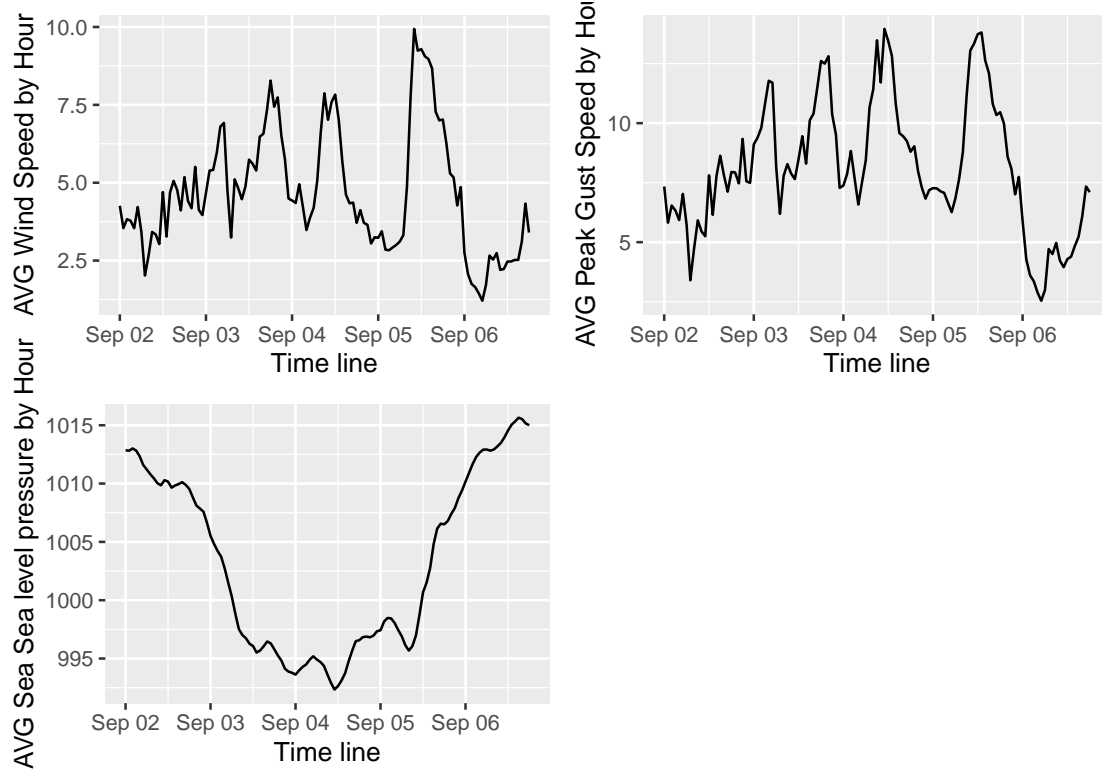 AVG Wind Speed by Hour
10.0
7.5
5.0
2.5
Sep 02 Sep 03 Sep 04 Sep 05 Sep 06
Time line
AVG Peak Gust Speed by Hou
10
5
Sep 02 Sep 03 Sep 04 Sep 05 Sep 06
Time line
AVG Sea Sea level pressure by Hour
1015
1010
1005
1000
995
Sep 02 Sep 03 Sep 04 Sep 05 Sep 06
Time line